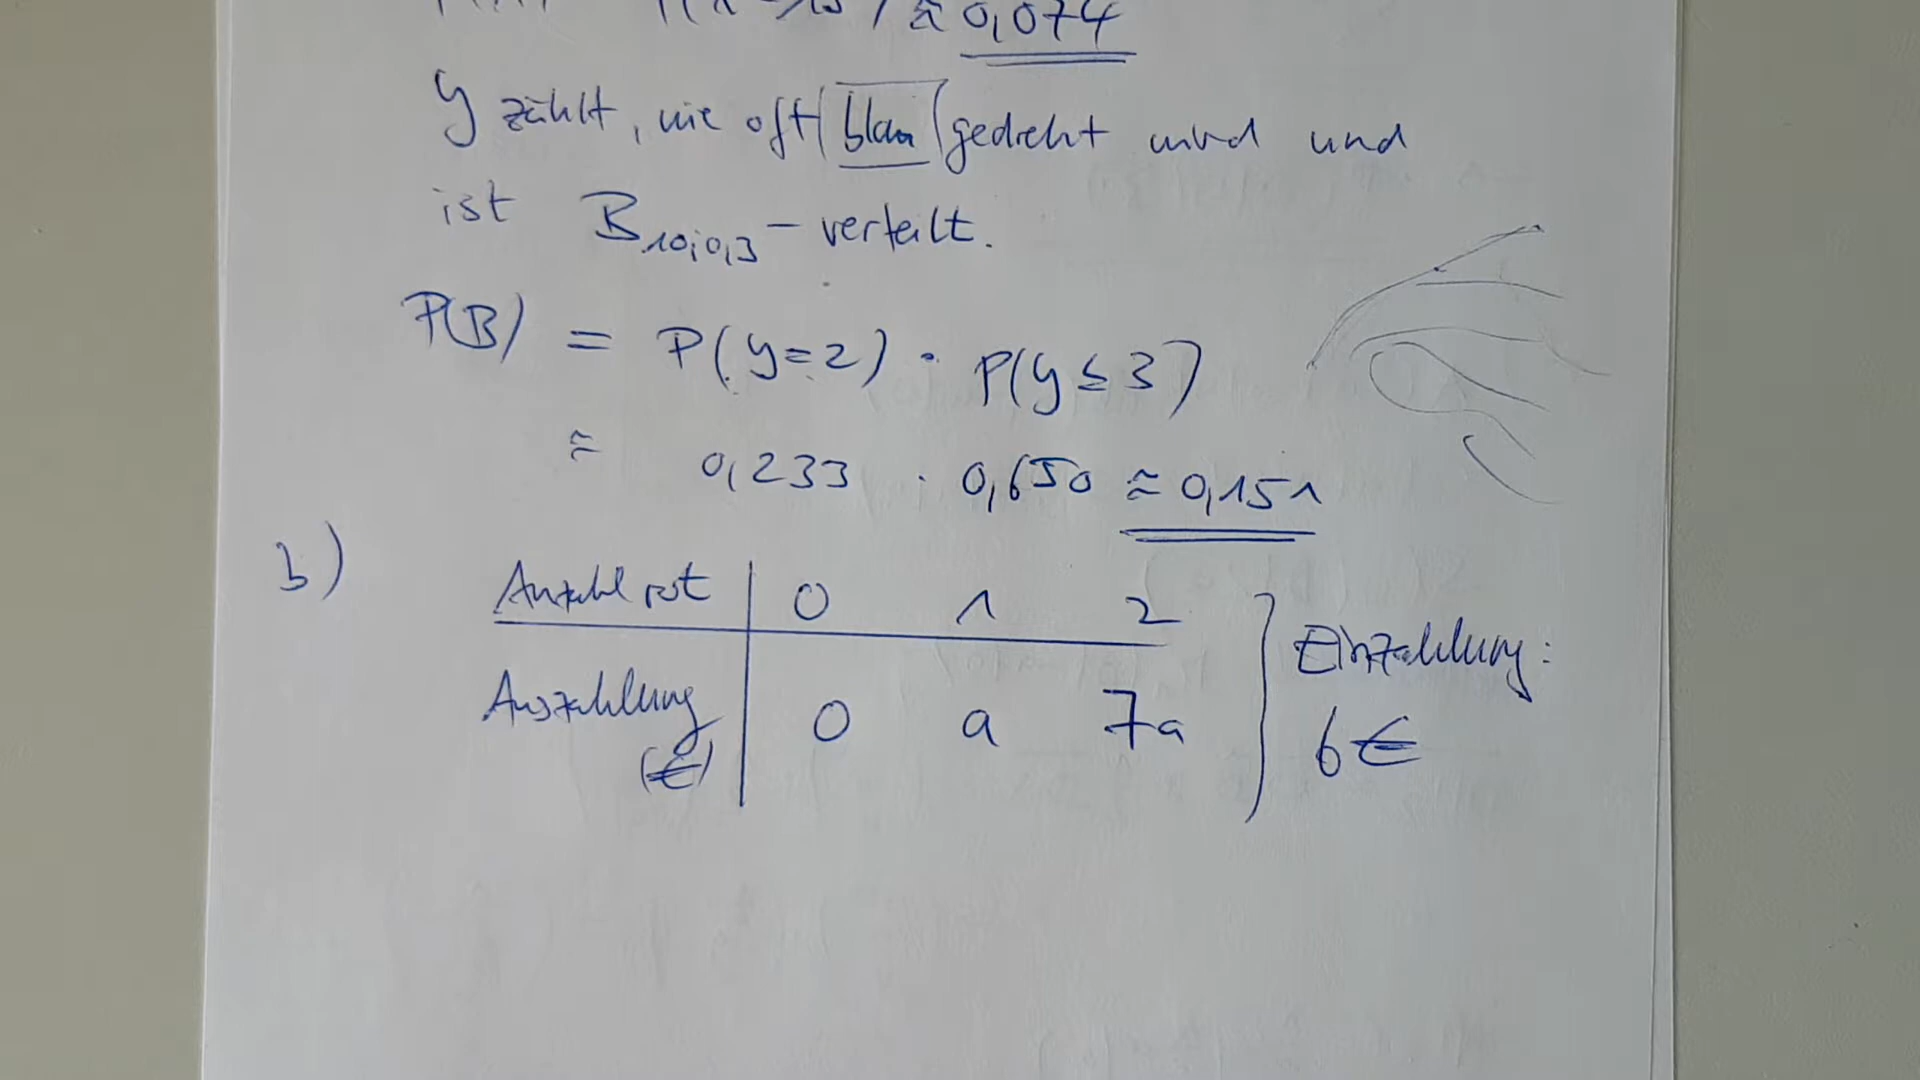 ≈ 0,074
Y zählt, wie oft blau gedreht wird und
ist B10;0,3 - verteilt.
P(B) = P(Y=2) · P(Y≤3)
≈ 0,233 · 0,650 ≈ 0,151
b)
Anzahl rot | 0 1 2
Auszahlung (€) | 0 a 7a
Einzahlung:
6€